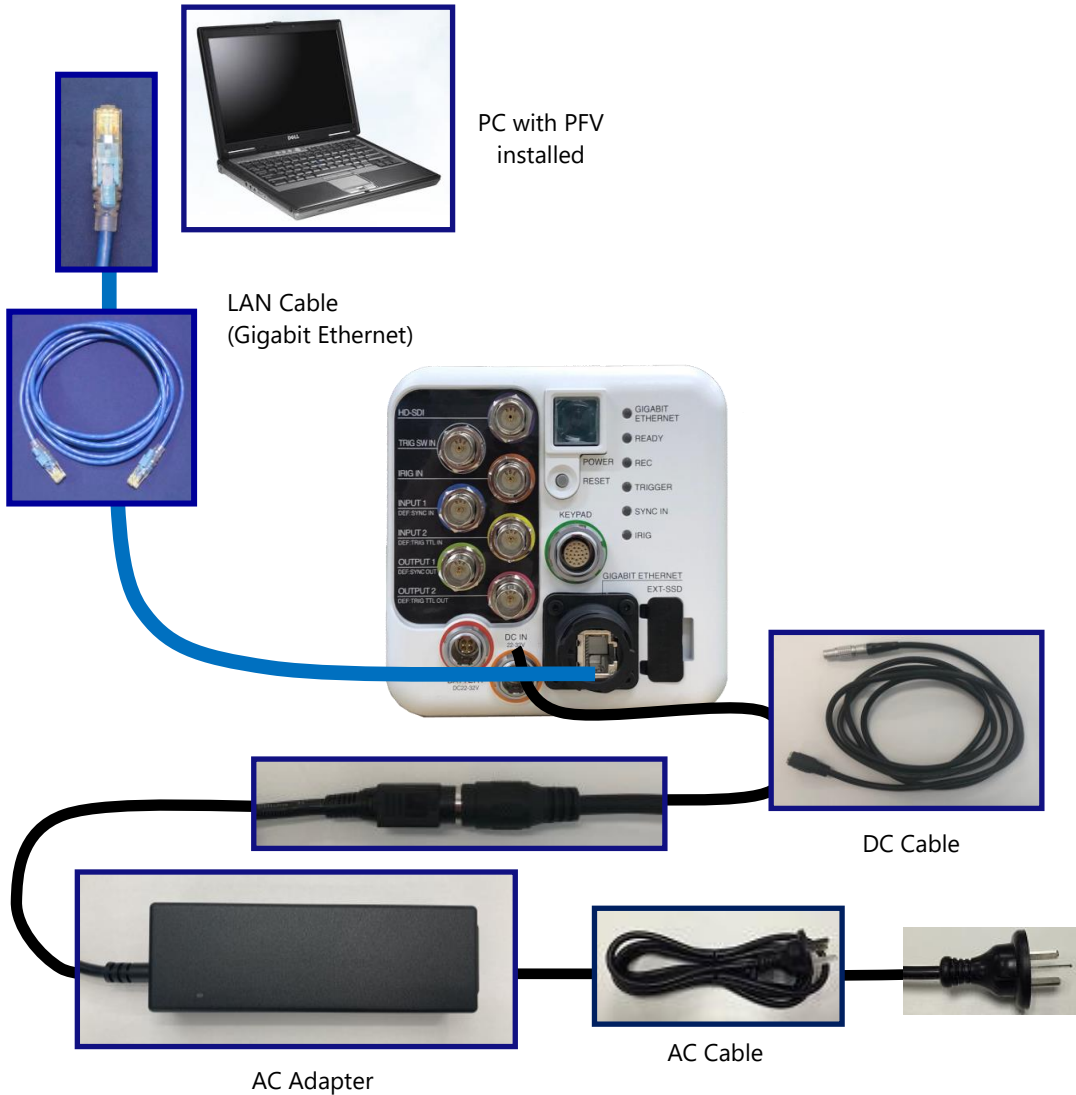 DELL
PC with PFV
installed
LAN Cable
(Gigabit Ethernet)
HD-SDI
TRIG SW IN
IRIG IN
INPUT 1
DEF:SYNC IN
INPUT 2
DEF:TRIG TTL IN
OUTPUT 1
DEF:SYNC OUT
OUTPUT 2
DEF:TRIG TTL OUT
POWER
RESET
KEYPAD
GIGABIT
ETHERNET
READY
REC
TRIGGER
SYNC IN
IRIG
GIGABIT ETHERNET
EXT-SSD
DC IN
22-32V
DC22-32V
DC Cable
AC Cable
AC Adapter